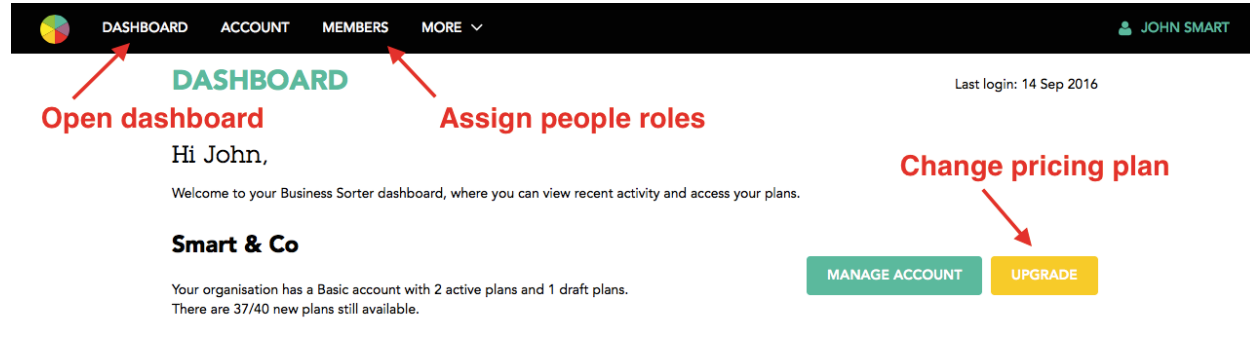 DASHBOARD ACCOUNT MEMBERS MORE JOHN SMART
DASHBOARD Last login: 14 Sep 2016
Open dashboard Assign people roles
Hi John,
Change pricing plan
Welcome to your Business Sorter dashboard, where you can view recent activity and access your plans.
Smart & Co
MANAGE ACCOUNT UPGRADE
Your organisation has a Basic account with 2 active plans and 1 draft plans.
There are 37/40 new plans still available.